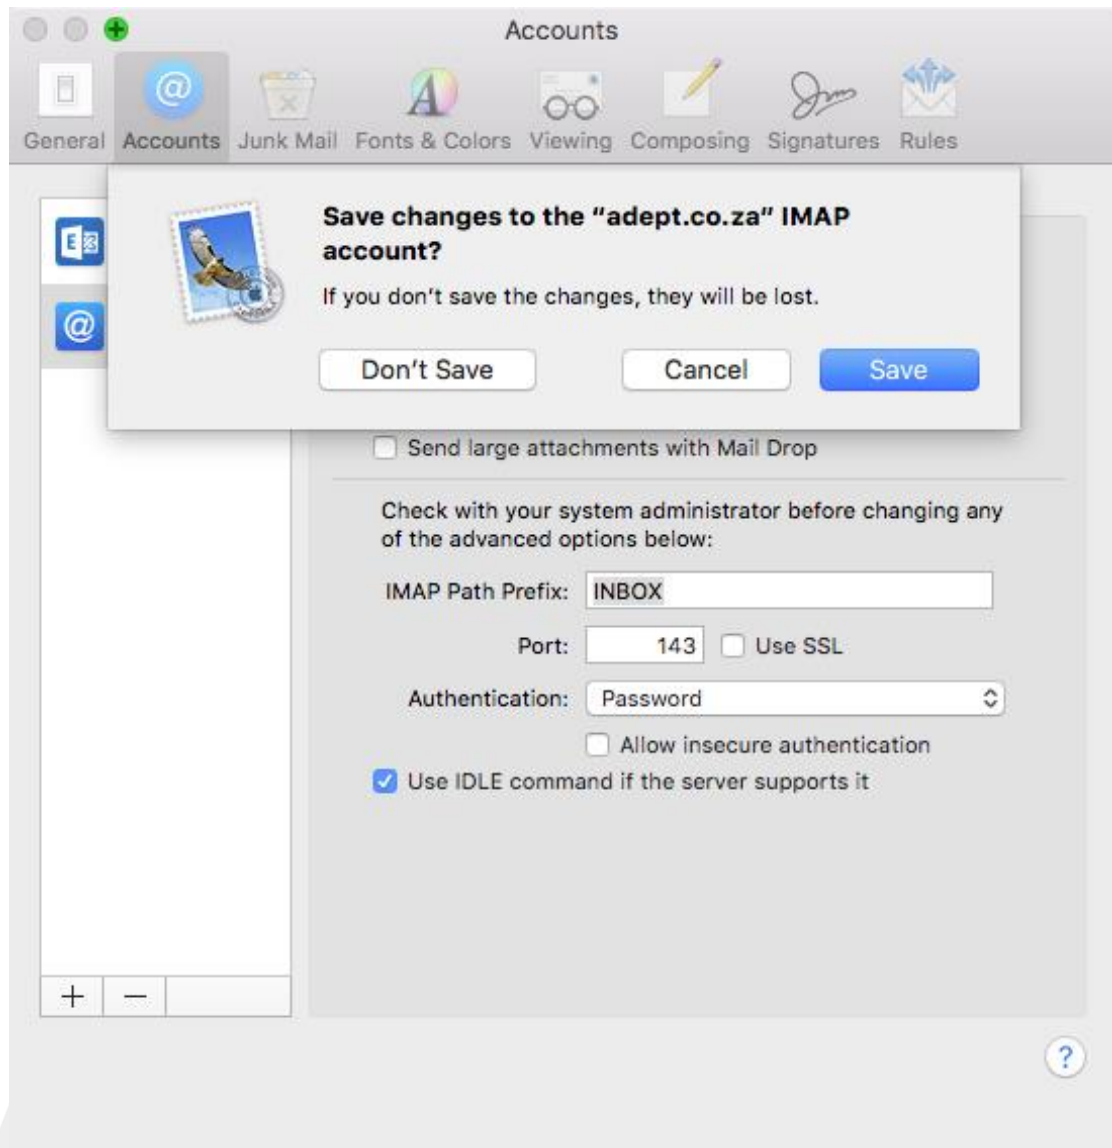 Accounts
General Accounts Junk Mail Fonts & Colors Viewing Composing Signatures Rules
Save changes to the “adept.co.za” IMAP
account?
If you don’t save the changes, they will be lost.
Don’t Save Cancel Save
Send large attachments with Mail Drop
Check with your system administrator before changing any
of the advanced options below:
IMAP Path Prefix: INBOX
Port: 143 Use SSL
Authentication: Password
Allow insecure authentication
Use IDLE command if the server supports it
+ −
?